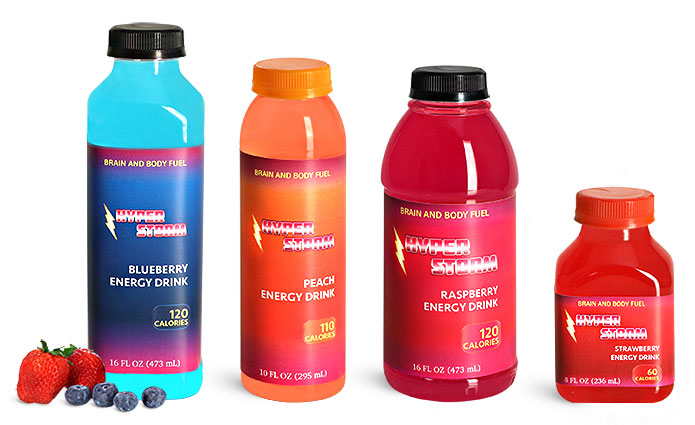 BRAIN AND BODY FUEL
HYPER
STORM
BLUEBERRY
ENERGY DRINK
120
CALORIES
16 FL OZ (473 mL)
BRAIN AND BODY FUEL
HYPER
STORM
PEACH
ENERGY DRINK
110
CALORIES
10 FL OZ (295 mL)
BRAIN AND BODY FUEL
HYPER
STORM
RASPBERRY
ENERGY DRINK
120
CALORIES
16 FL OZ (473 mL)
BRAIN AND BODY FUEL
HYPER
STORM
STRAWBERRY
ENERGY DRINK
60
CALORIES
8 FL OZ (236 mL)